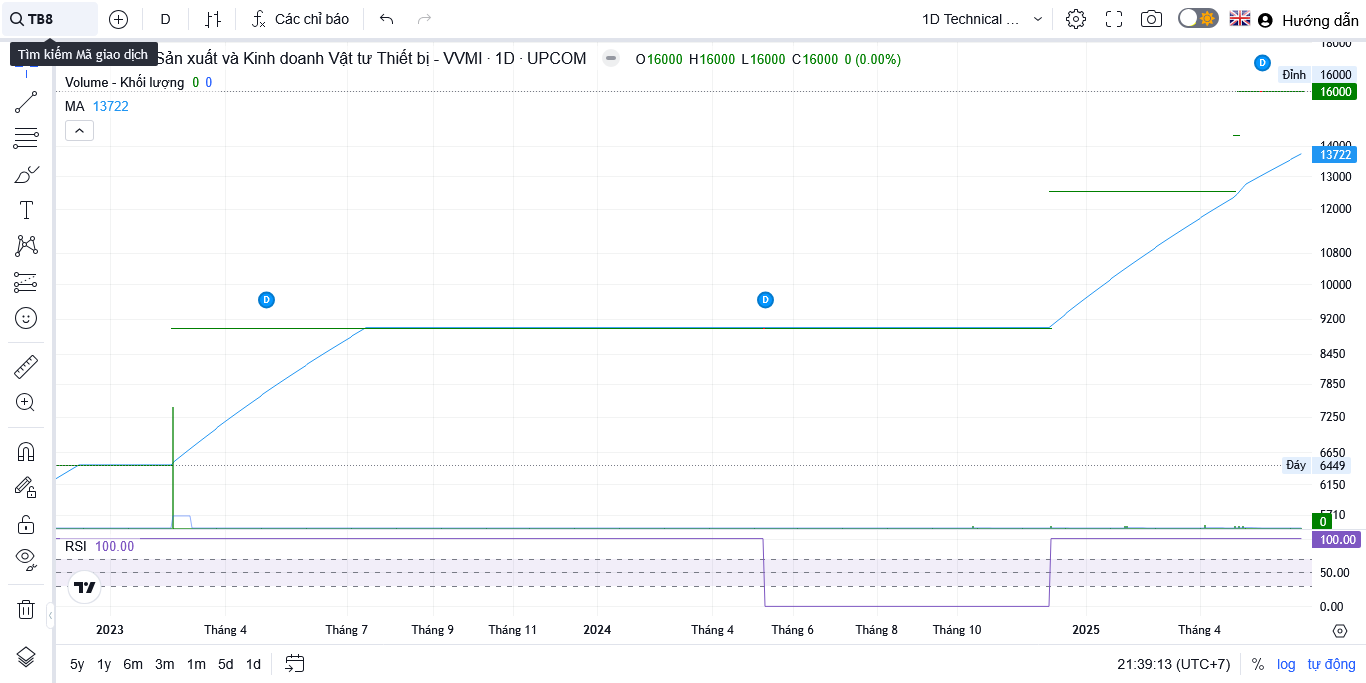 TB8
D
Các chỉ báo
1D Technical ...
Hướng dẫn
Tìm kiếm Mã giao dịch
Sản xuất và Kinh doanh Vật tư Thiết bị - VVMI · 1D · UPCOM
O16000 H16000 L16000 C16000 0 (0.00%)
Volume - Khối lượng 0 0
MA 13722
D
D
D
18000
Đỉnh 16000
16000
14000
13722
13000
12000
10800
10000
9200
8450
7850
7250
6650
Đáy 6449
6150
5710
0
RSI 100.00
100.00
50.00
0.00
2023 Tháng 4 Tháng 7 Tháng 9 Tháng 11 2024 Tháng 4 Tháng 6 Tháng 8 Tháng 10 2025 Tháng 4
5y 1y 6m 3m 1m 5d 1d
21:39:13 (UTC+7) % log tự động